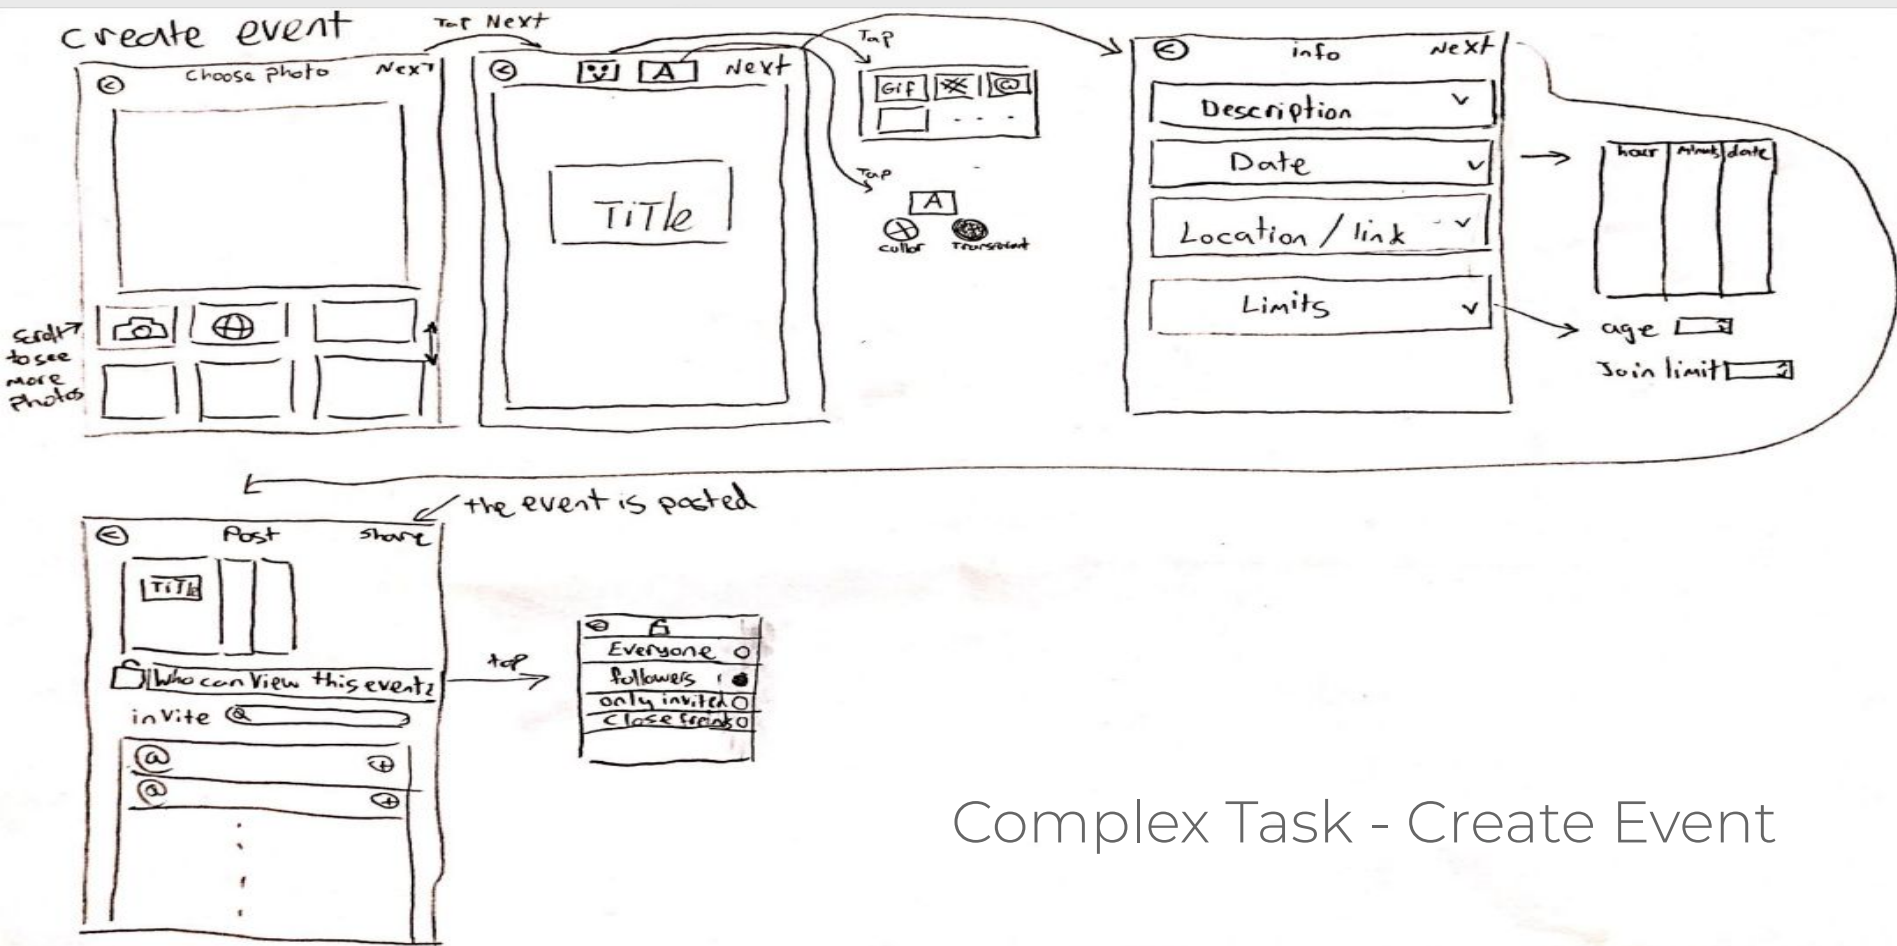 create event
Tap Next
choose photo
Next
scroll
to see
more
photos
A
Next
TiTle
Tap
Gif
@
Tap
A
collor
info
Next
Description
Date
Location / link
Limits
hour
date
age
Join limit
the event is posted
Post
share
TiTle
who can View this event?
invite
@
@
tap
Everyone
followers
only invited
Complex Task - Create Event